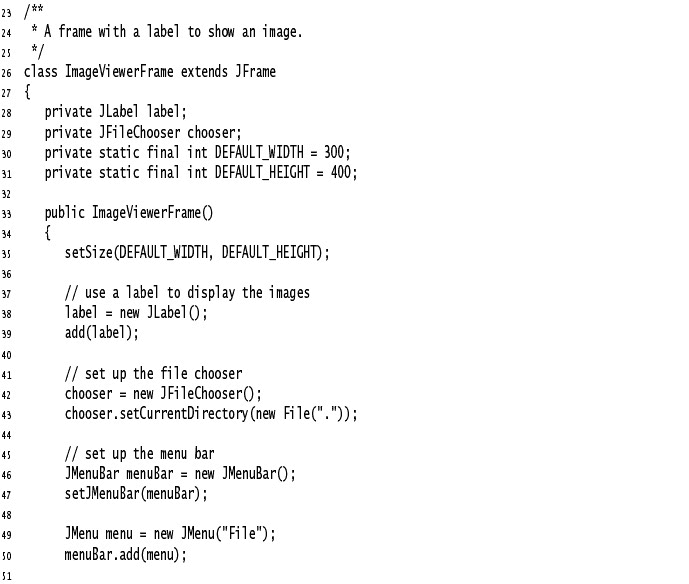 23 /**
24  * A frame with a label to show an image.
25  */
26 class ImageViewerFrame extends JFrame
27 {
28    private JLabel label;
29    private JFileChooser chooser;
30    private static final int DEFAULT_WIDTH = 300;
31    private static final int DEFAULT_HEIGHT = 400;
32
33    public ImageViewerFrame()
34    {
35       setSize(DEFAULT_WIDTH, DEFAULT_HEIGHT);
36
37       // use a label to display the images
38       label = new JLabel();
39       add(label);
40
41       // set up the file chooser
42       chooser = new JFileChooser();
43       chooser.setCurrentDirectory(new File("."));
44
45       // set up the menu bar
46       JMenuBar menuBar = new JMenuBar();
47       setJMenuBar(menuBar);
48
49       JMenu menu = new JMenu("File");
50       menuBar.add(menu);
51